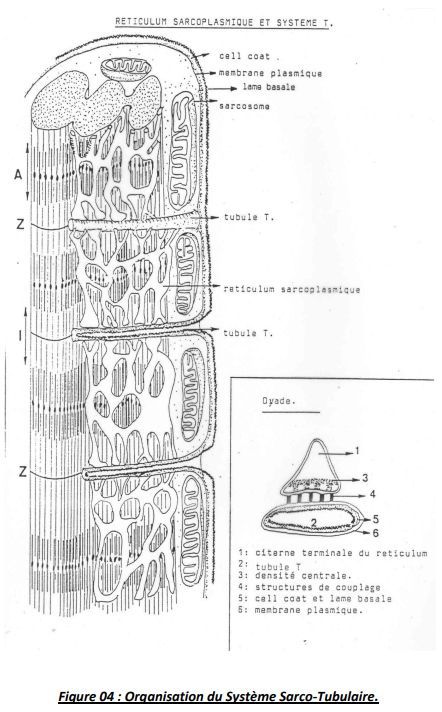 RETICULUM SARCOPLASMIQUE ET SYSTEME T.
cell coat .
membrane plasmique
lame basale
sarcosome
A
Z
tubule T.
reticulum sarcoplasmique
I
tubule T.
Z
Dyade.
1
3
4
2
5
6
1: citerne terminale du reticulum
2: tubule T
3: densité centrale.
4: structures de couplage
5: cell coat et lame basale
6: membrane plasmique.
Figure 04 : Organisation du Système Sarco-Tubulaire.